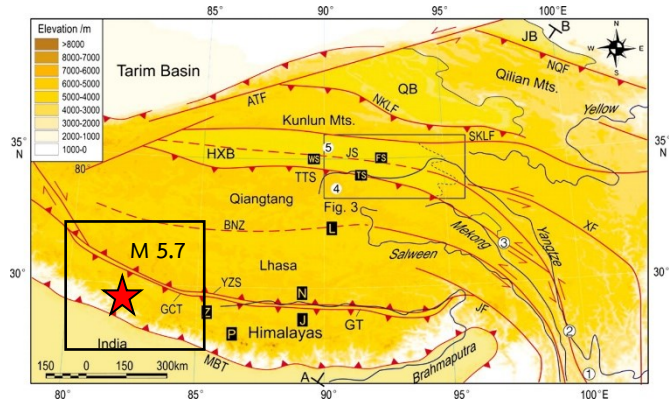 80°
85°
90°
95°
100°E
B
Elevation /m
>8000
8000-7000
7000-6000
6000-5000
5000-4000
4000-3000
3000-2000
2000-1000
1000-0
Tarim Basin
JB
N
W
E
S
QB
NQF
Qilian Mts.
ATF
NKLF
Yellow
Kunlun Mts.
35°
N
SKLF
35°
N
80°
HXB
5
WS
JS
FS
TTS
TS
4
Qiangtang
Fig. 3
XF
BNZ
L
Mekong
3
Yangtze
M 5.7
Salween
30°
Lhasa
30°
YZS
N
GCT
Z
J
GT
JF
P
Himalayas
2
India
MBT
Brahmaputra
150 0 150 300km
A
1
80°
85°
90°
95°
100°E